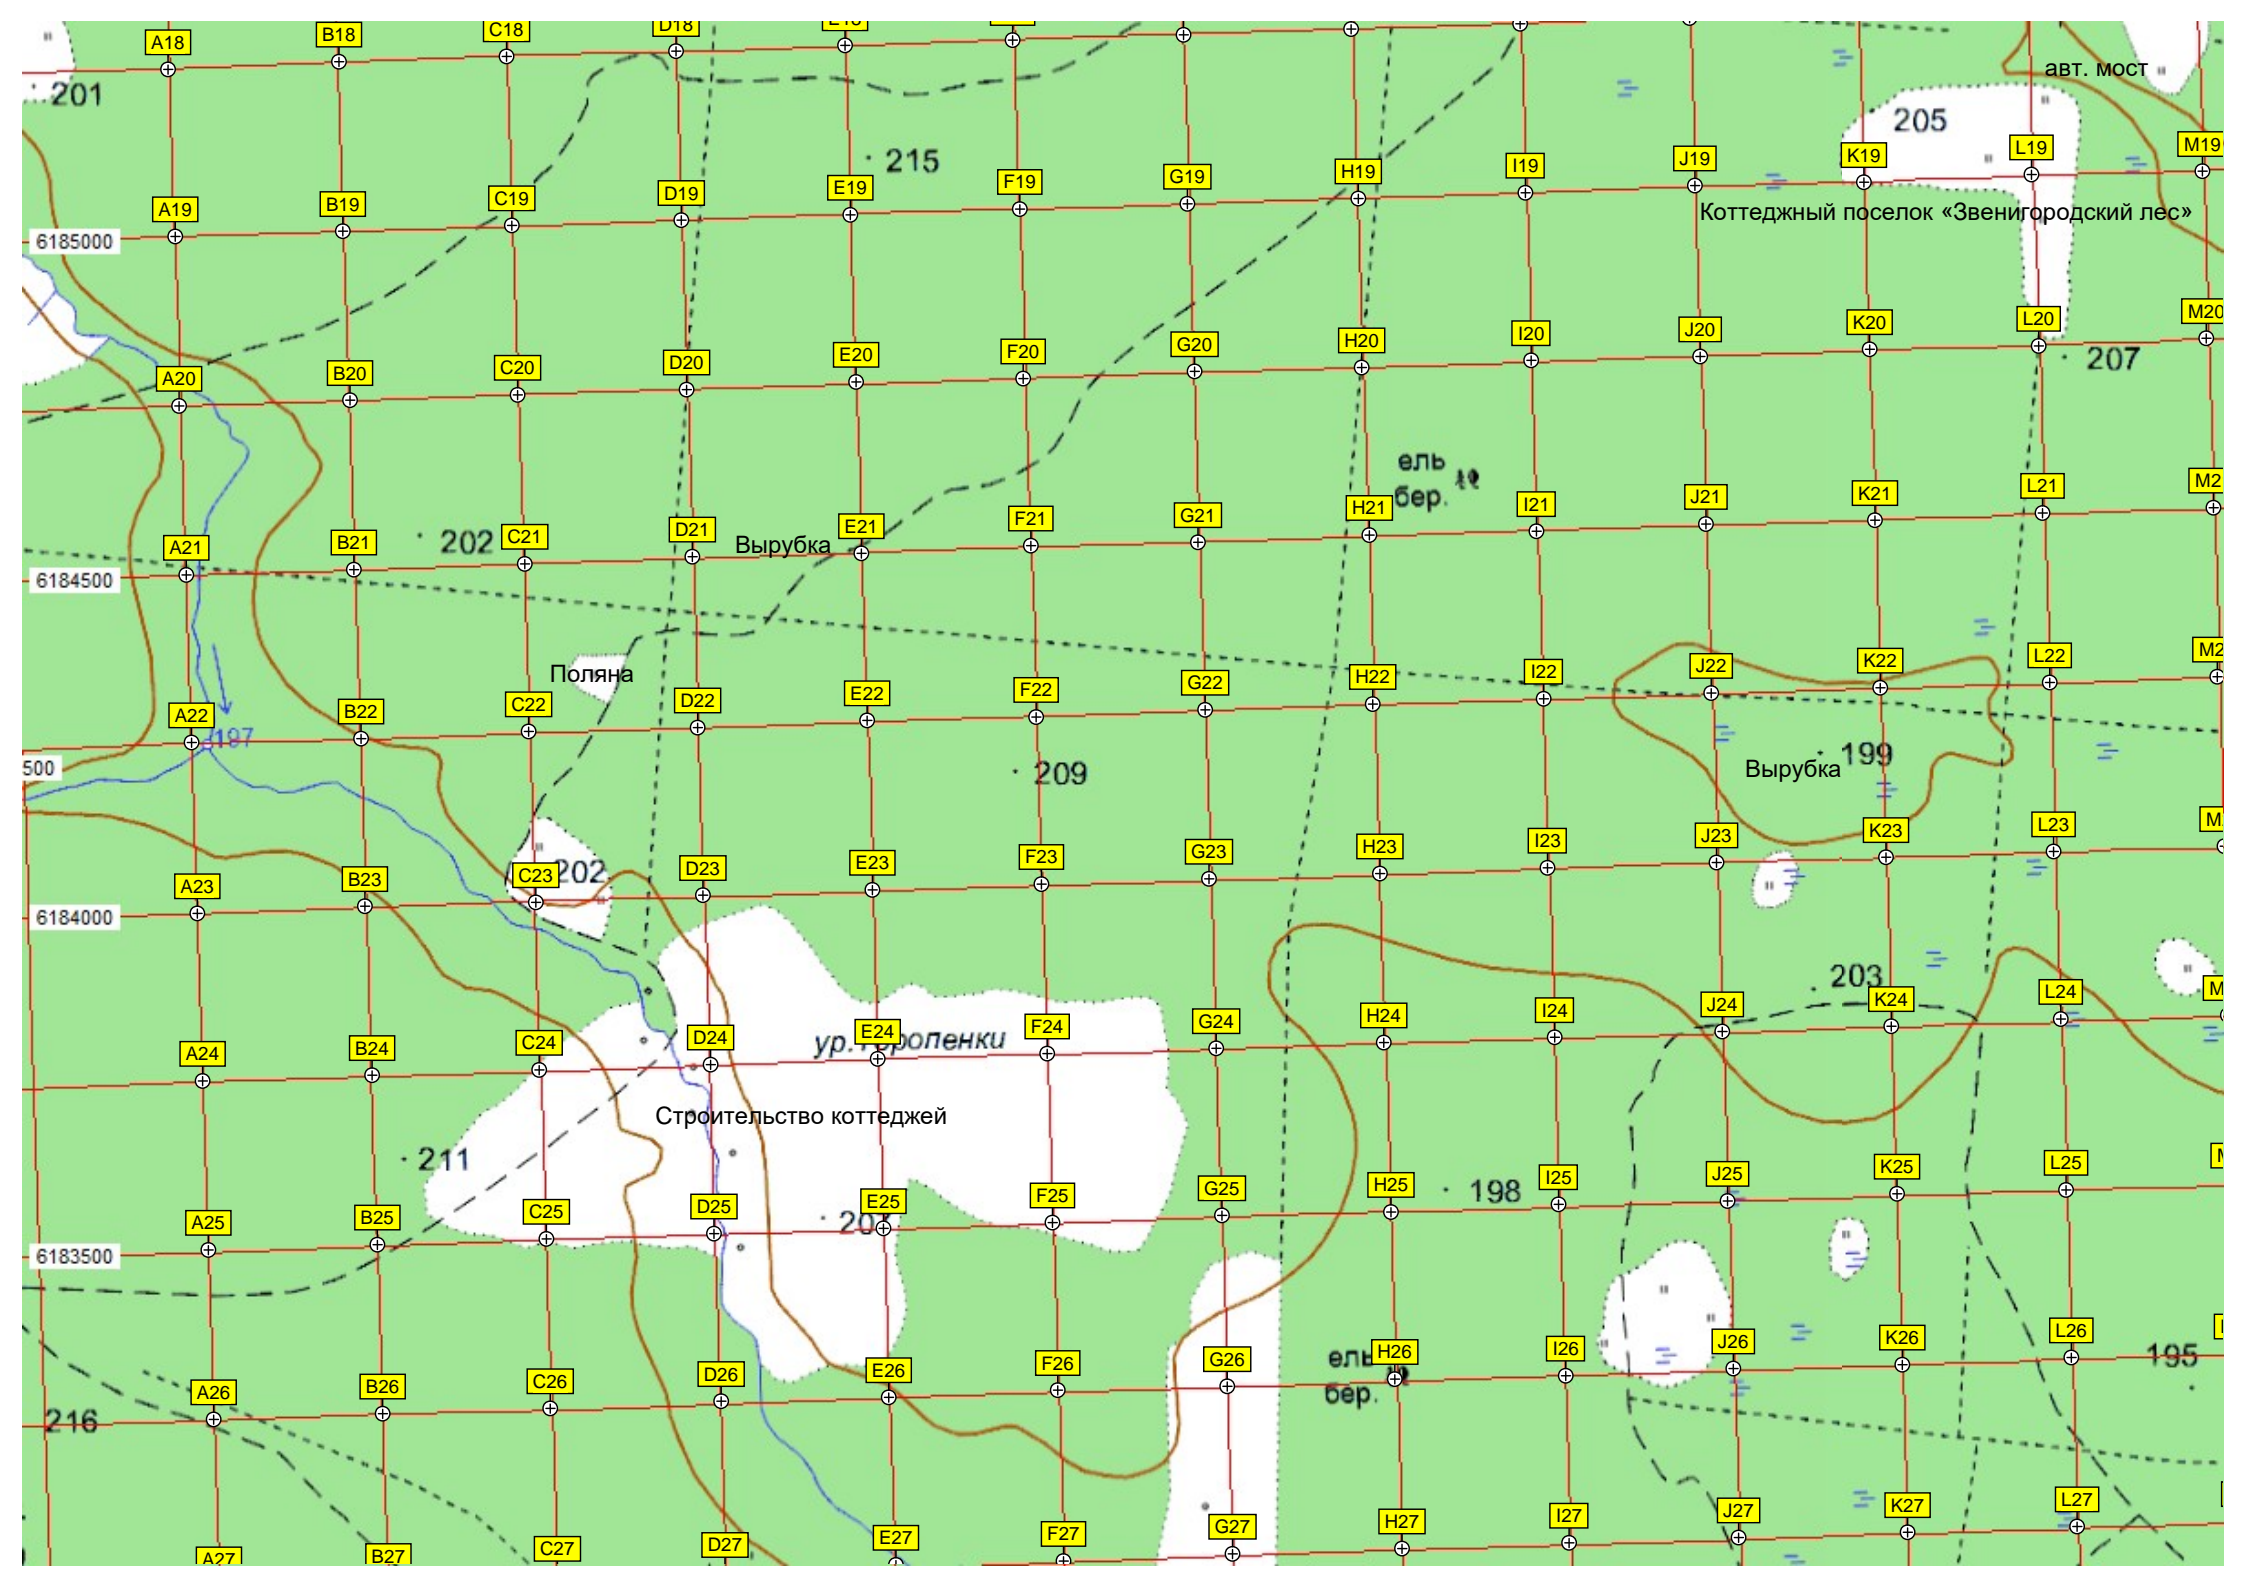 D18
A18 B18 C18
201
авт. мост
205
215
A19 B19 C19 D19 E19 F19 G19 H19 I19 J19 K19 L19 M19
Коттеджный поселок «Звенигородский лес»
6185000
A20 B20 C20 D20 E20 F20 G20 H20 I20 J20 K20 L20 M20
207
ель
бер.
A21 B21 C21 D21 E21 F21 G21 H21 I21 J21 K21 L21
202
Вырубка
6184500
Поляна
A22 B22 C22 D22 E22 F22 G22 H22 I22 J22 K22 L22
197
500
209
199
Вырубка
202
A23 B23 C23 D23 E23 F23 G23 H23 I23 J23 K23 L23
6184000
203
A24 B24 C24 D24 E24 F24 G24 H24 I24 J24 K24 L24
ур.
Строительство коттеджей
211
198
A25 B25 C25 D25 E25 F25 G25 H25 I25 J25 K25 L25
6183500
ель
бер.
195
A26 B26 C26 D26 E26 F26 G26 H26 I26 J26 K26 L26
216
A27 B27 C27 D27 E27 F27 G27 H27 I27 J27 K27 L27